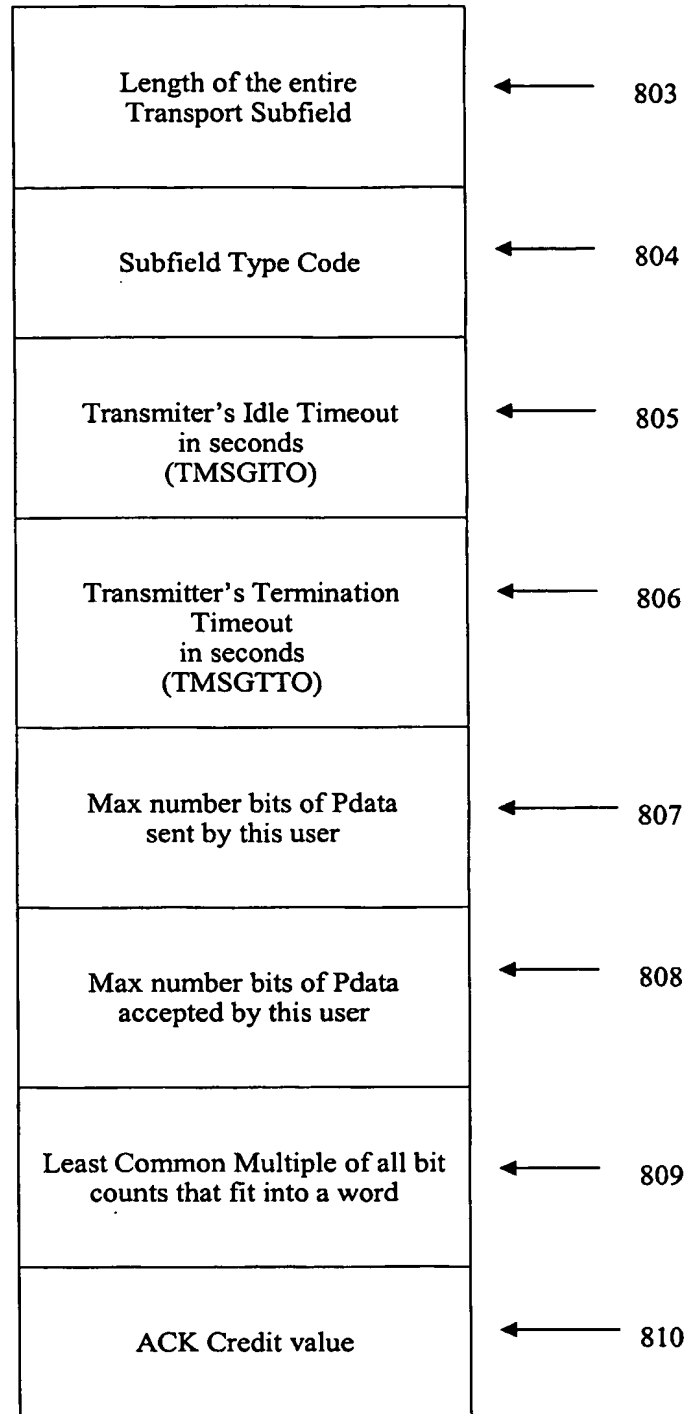 Length of the entire
Transport Subfield
803
Subfield Type Code
804
Transmiter's Idle Timeout
in seconds
(TMSGITO)
805
Transmitter's Termination
Timeout
in seconds
(TMSGTTO)
806
Max number bits of Pdata
sent by this user
807
Max number bits of Pdata
accepted by this user
808
Least Common Multiple of all bit
counts that fit into a word
809
ACK Credit value
810